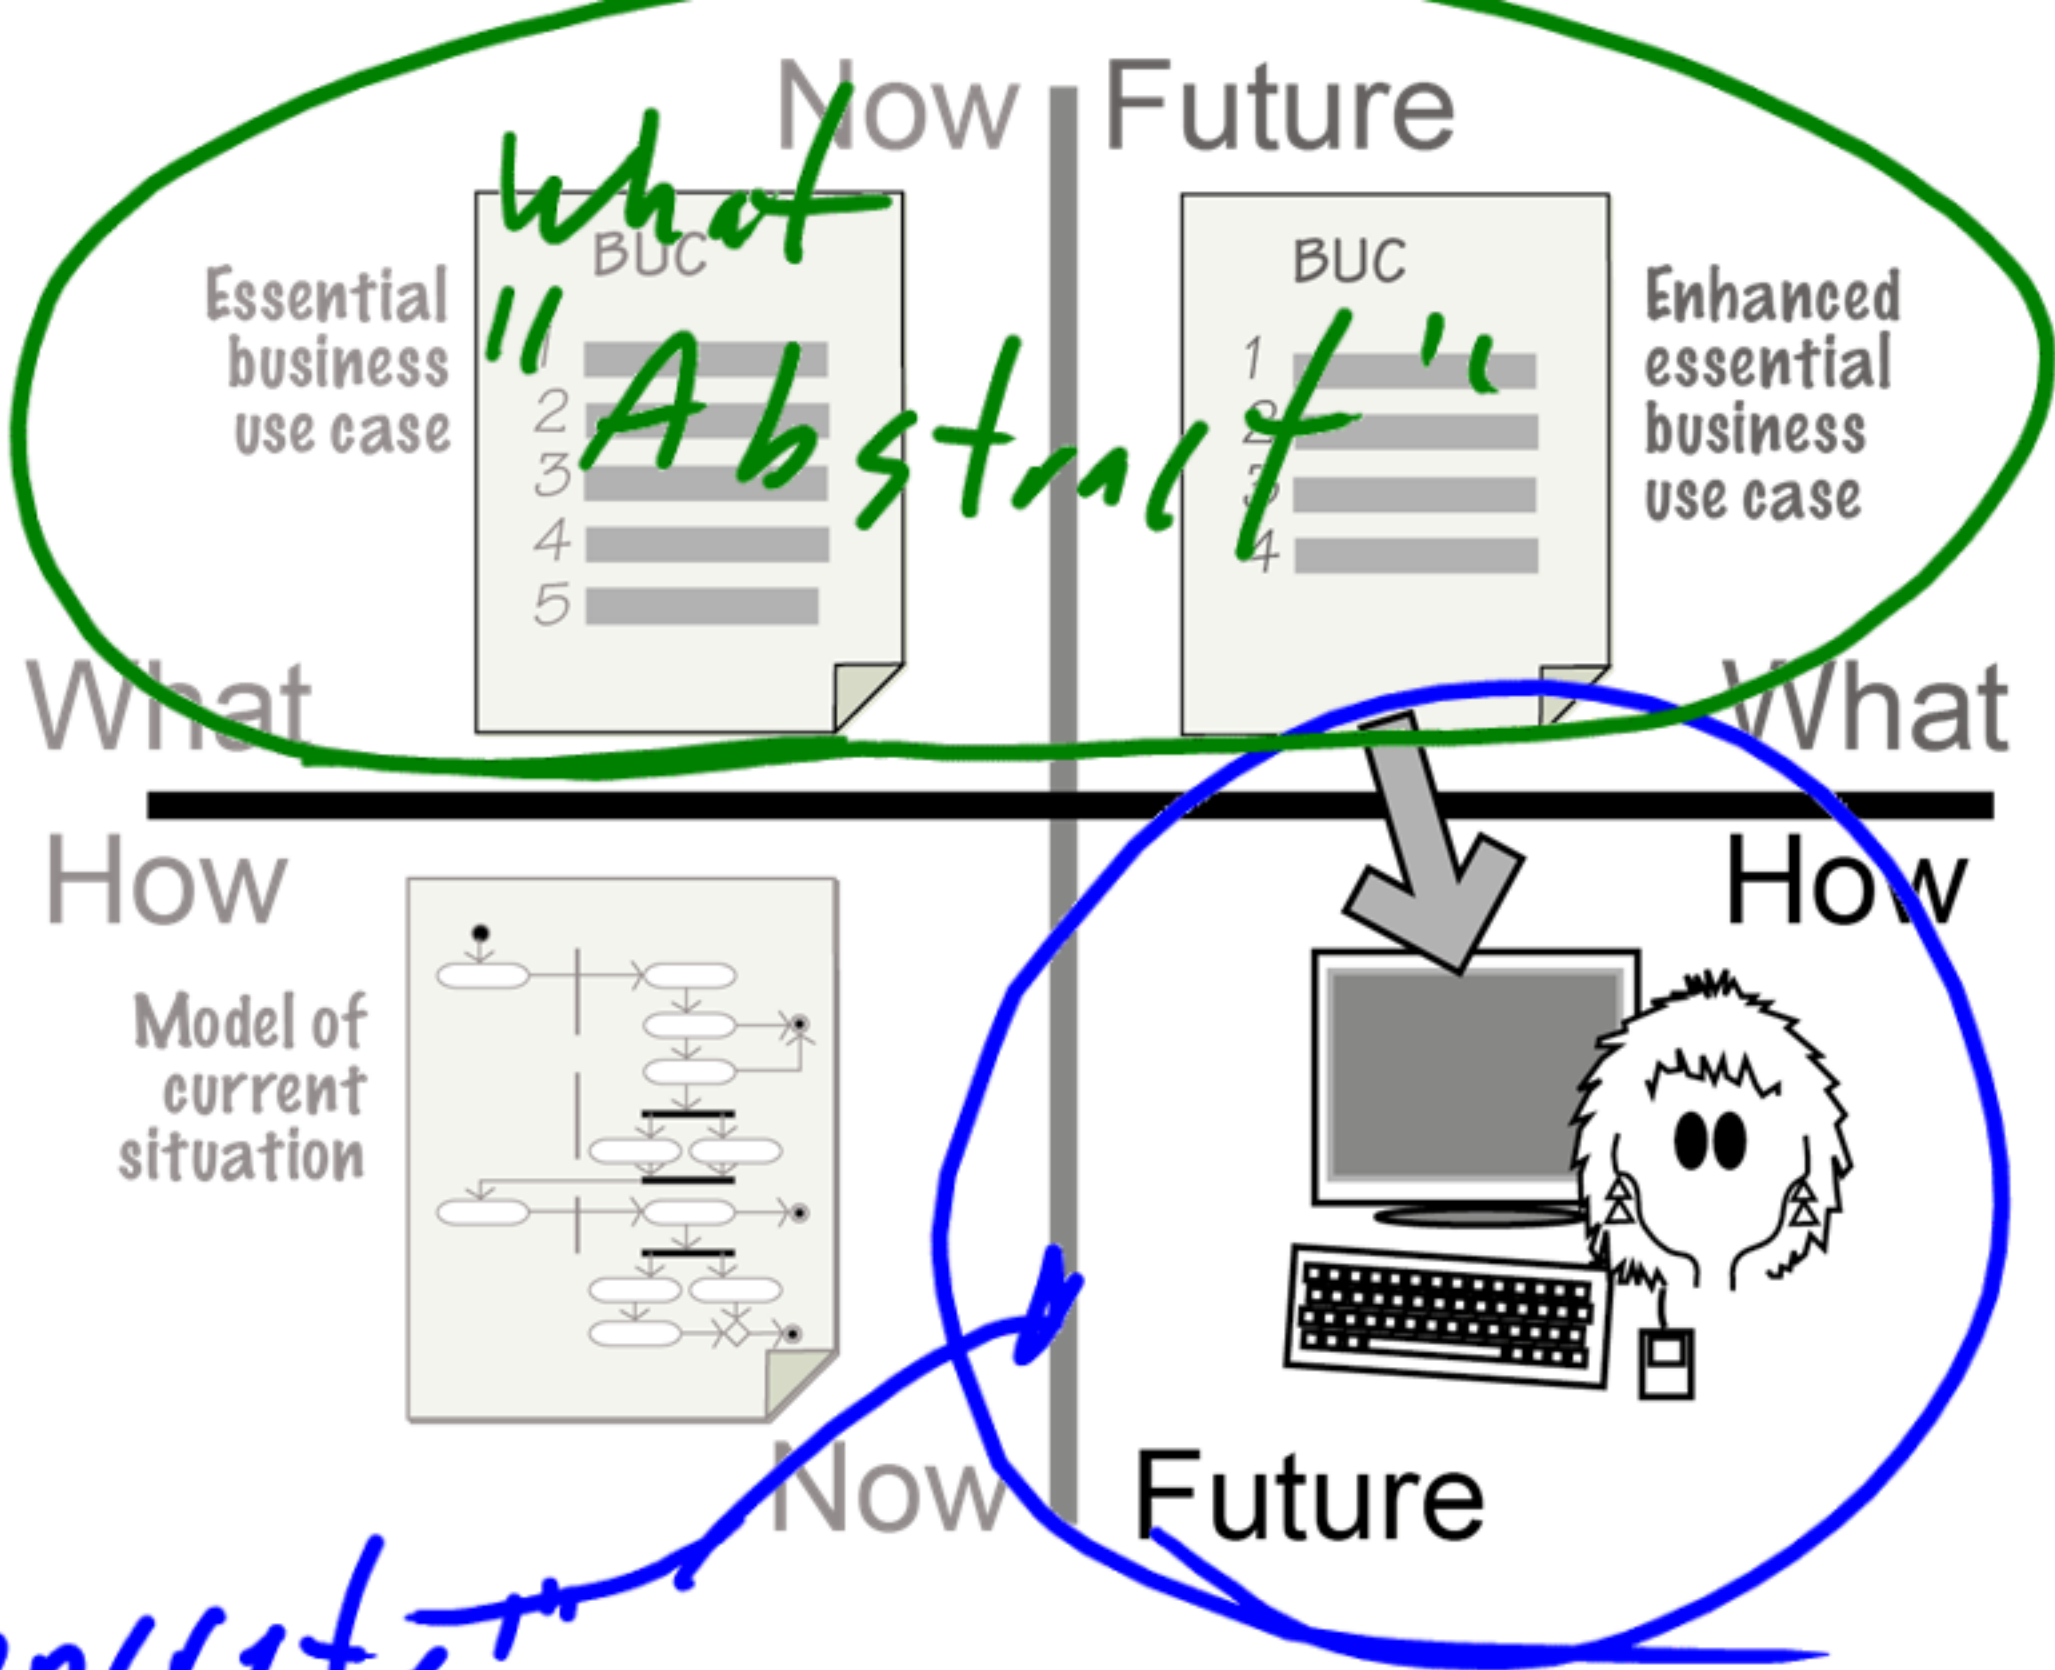 Now Future
What
BUC
BUC
Essential
business
use case
"Abstract"
1
2
3
4
5
1
2
3
4
Enhanced
essential
business
use case
What
What
How
How
Model of
current
situation
Now
Future